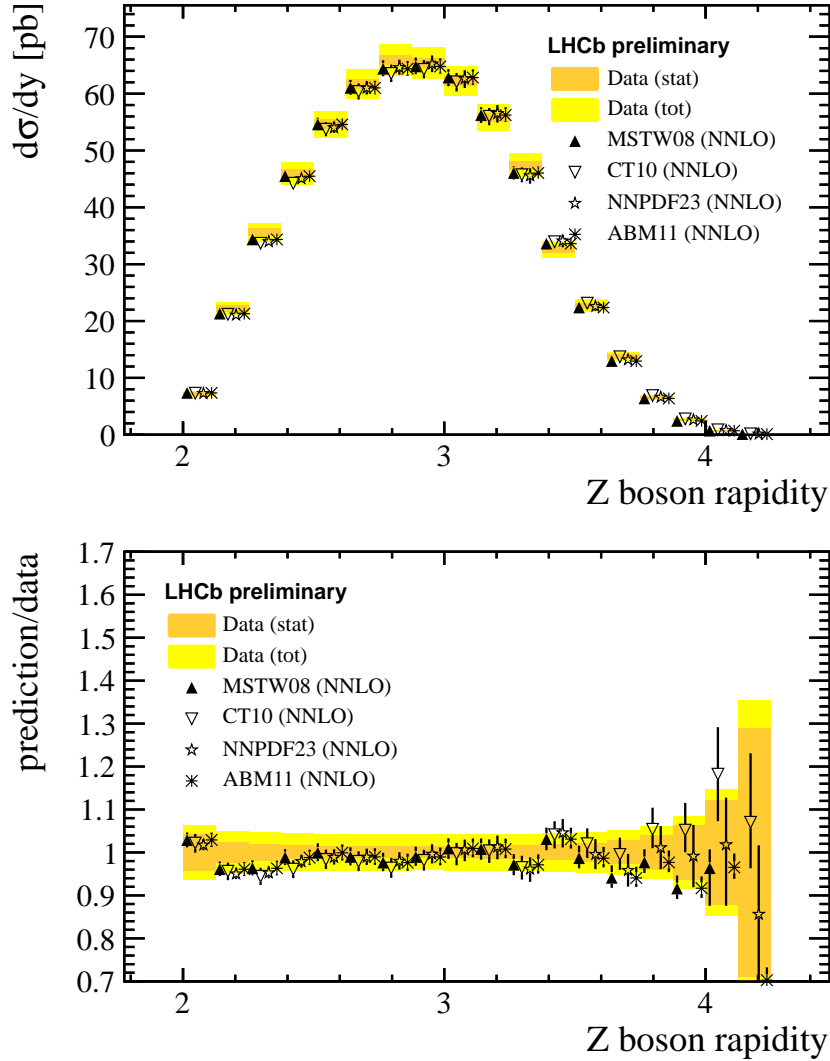 dσ/dy [pb]
70
60
50
40
30
20
10
0
LHCb preliminary
Data (stat)
Data (tot)
MSTW08 (NNLO)
CT10 (NNLO)
NNPDF23 (NNLO)
ABM11 (NNLO)
2 3 4
Z boson rapidity
prediction/data
1.7
1.6
1.5
1.4
1.3
1.2
1.1
1
0.9
0.8
0.7
LHCb preliminary
Data (stat)
Data (tot)
MSTW08 (NNLO)
CT10 (NNLO)
NNPDF23 (NNLO)
ABM11 (NNLO)
2 3 4
Z boson rapidity